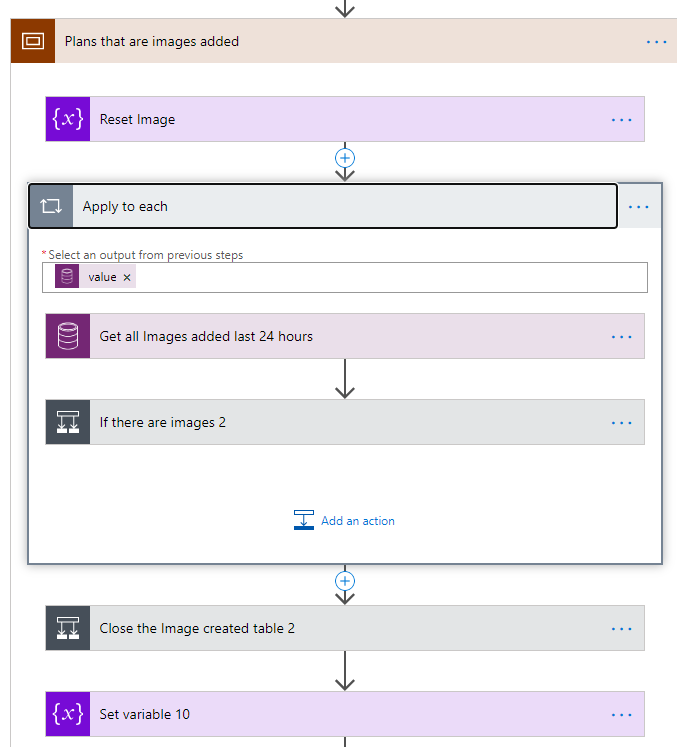 Plans that are images added
...
{x} Reset Image ...
Apply to each ...
* Select an output from previous steps
value ×
Get all Images added last 24 hours ...
If there are images 2 ...
Add an action
Close the Image created table 2 ...
{x} Set variable 10 ...